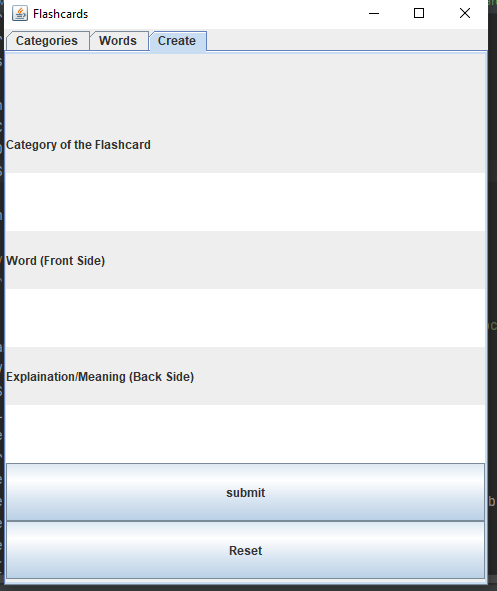 Flashcards
Categories Words Create
Category of the Flashcard
Word (Front Side)
Explaination/Meaning (Back Side)
submit
Reset